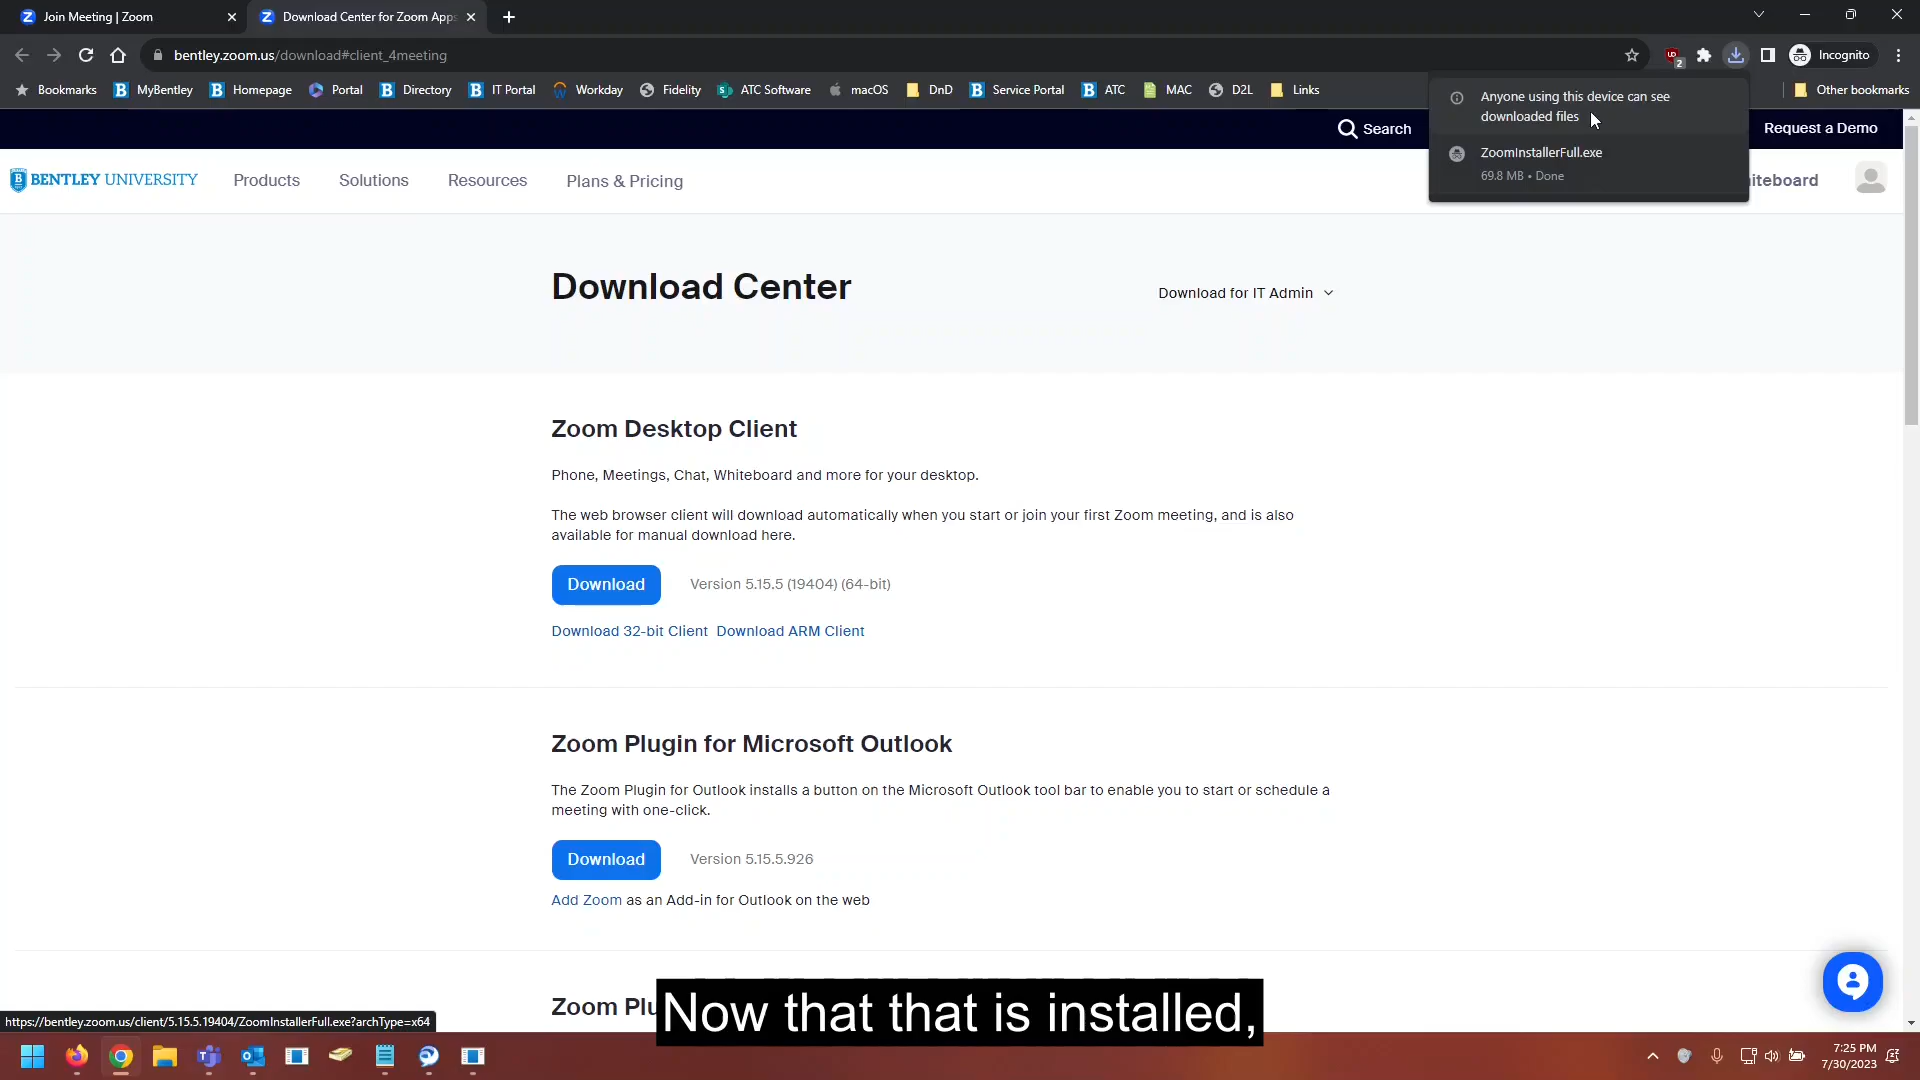 Join Meeting | Zoom
Download Center for Zoom Apps
bentley.zoom.us/download#client_4meeting
2
Incognito
Bookmarks
MyBentley
Homepage
Portal
Directory
IT Portal
Workday
Fidelity
ATC Software
macOS
DnD
Service Portal
ATC
MAC
D2L
Links
Other bookmarks
Anyone using this device can see
downloaded files
ZoomInstallerFull.exe
69.8 MB • Done
Search
Request a Demo
BENTLEY UNIVERSITY
Products
Solutions
Resources
Plans & Pricing
iteboard
Download Center
Download for IT Admin
Zoom Desktop Client
Phone, Meetings, Chat, Whiteboard and more for your desktop.
The web browser client will download automatically when you start or join your first Zoom meeting, and is also
available for manual download here.
Download
Version 5.15.5 (19404) (64-bit)
Download 32-bit Client Download ARM Client
Zoom Plugin for Microsoft Outlook
The Zoom Plugin for Outlook installs a button on the Microsoft Outlook tool bar to enable you to start or schedule a
meeting with one-click.
Download
Version 5.15.5.926
Add Zoom as an Add-in for Outlook on the web
Zoom Plu
Now that that is installed,
https://bentley.zoom.us/client/5.15.5.19404/ZoomInstallerFull.exe?archType=x64
7:25 PM
7/30/2023